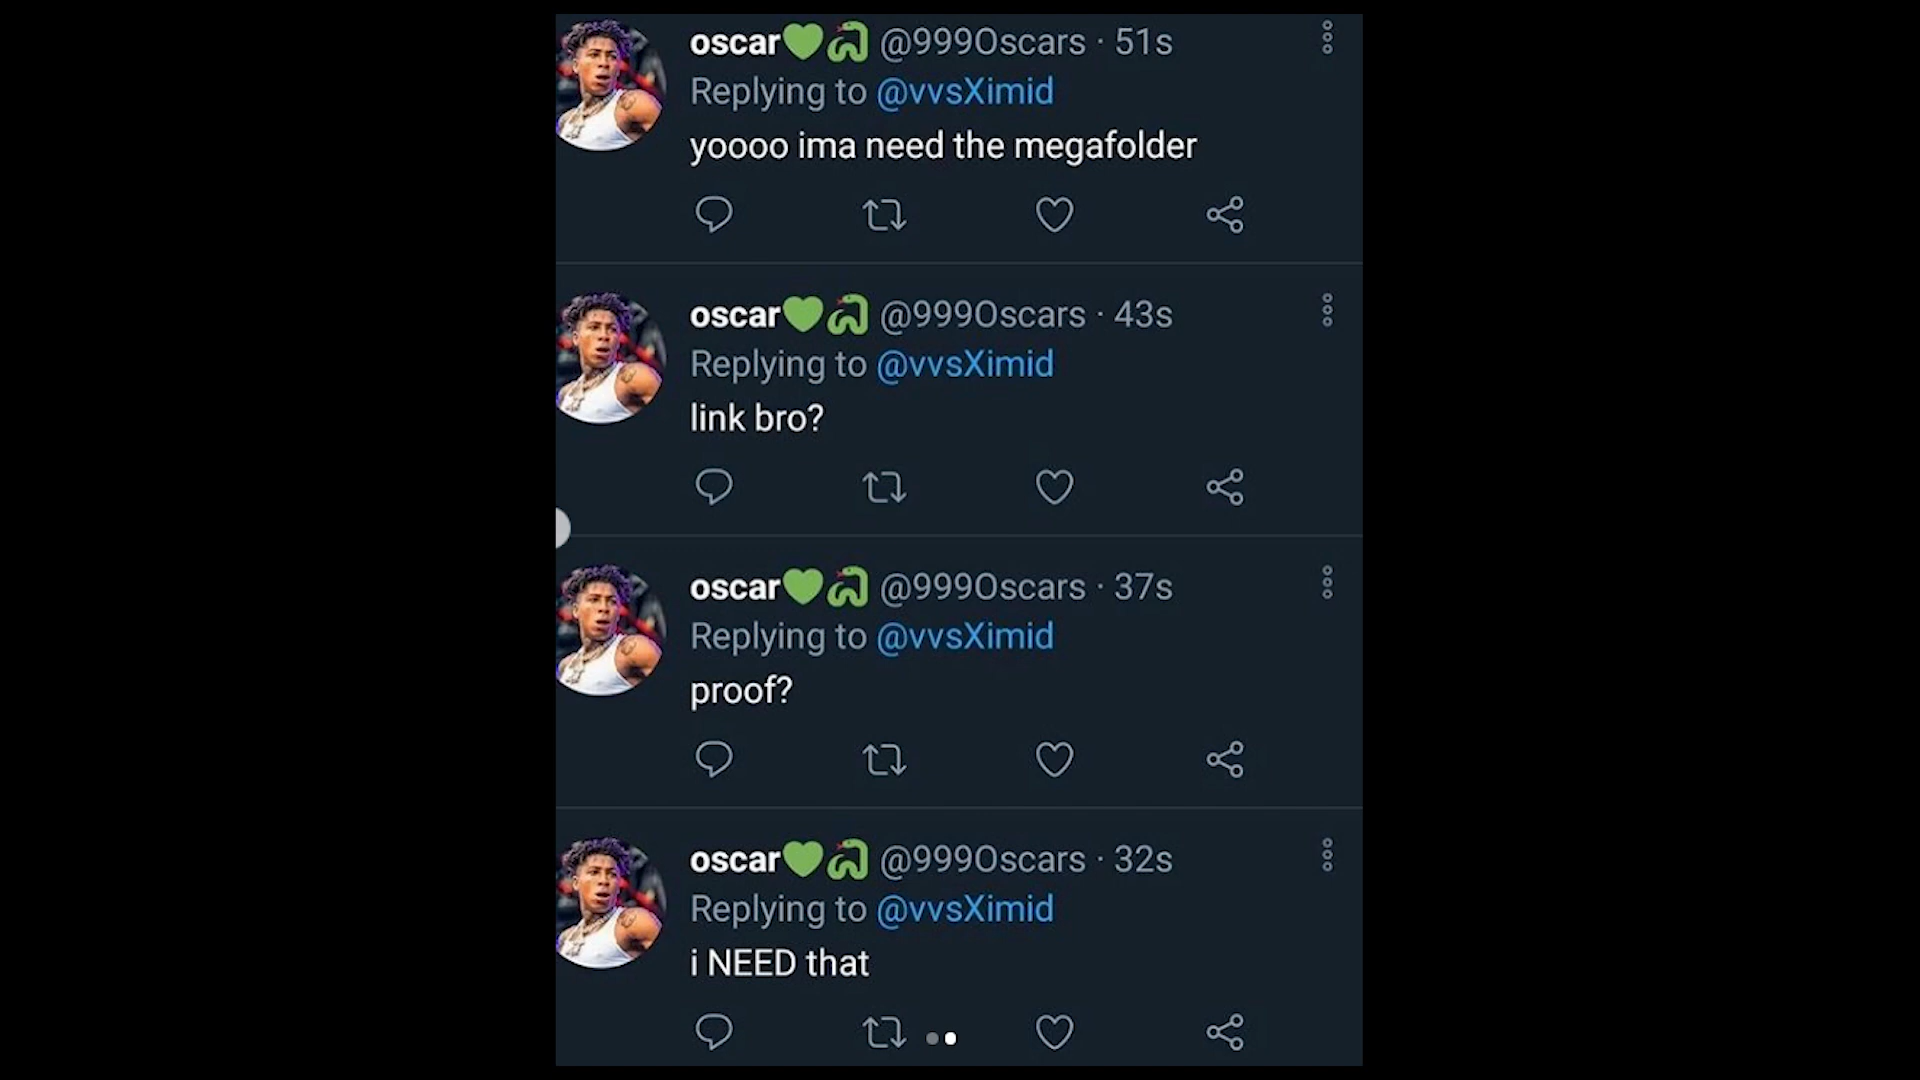 oscar💚🐍 @999Oscars · 51s
Replying to @vvsXimid
yoooo ima need the megafolder
oscar💚🐍 @999Oscars · 43s
Replying to @vvsXimid
link bro?
oscar💚🐍 @999Oscars · 37s
Replying to @vvsXimid
proof?
oscar💚🐍 @999Oscars · 32s
Replying to @vvsXimid
i NEED that